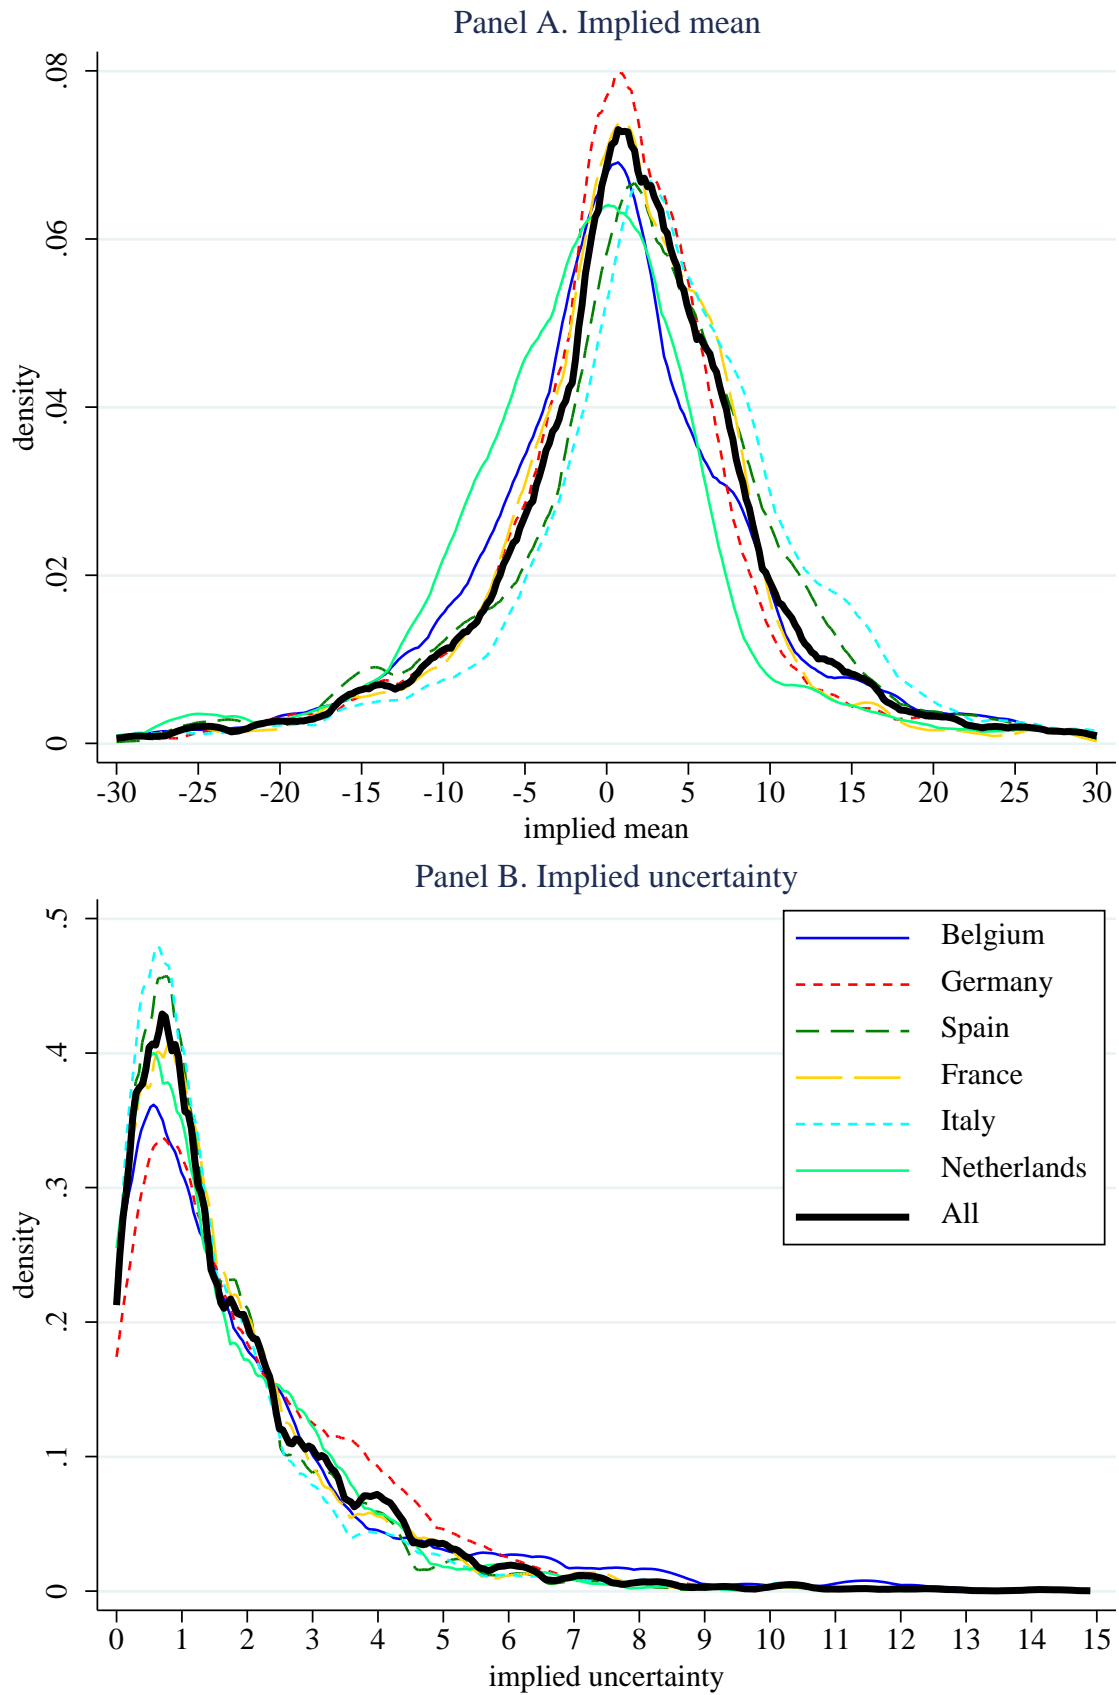 Panel A. Implied mean
.08
.06
.04
.02
0
density
-30 -25 -20 -15 -10 -5 0 5 10 15 20 25 30
implied mean
Panel B. Implied uncertainty
.5
.4
.3
.2
.1
0
density
Belgium
Germany
Spain
France
Italy
Netherlands
All
0 1 2 3 4 5 6 7 8 9 10 11 12 13 14 15
implied uncertainty